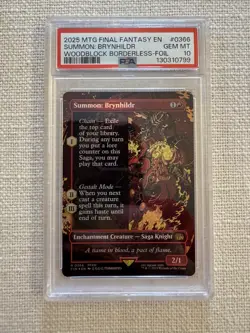 2025 MTG FINAL FANTASY EN #0366
SUMMON: BRYNHILDR GEM MT
WOODBLOCK BORDERLESS-FOIL 10
PSA 130310799
Summon: Brynhildr
Chain — Exile
the top card
of your library.
During any turn
you put a lore
counter on this
Saga, you may play
that card.
Gestalt Mode —
When you next
cast a creature
spell this turn, it
gains haste until
end of turn.
Enchantment Creature — Saga Knight
A name in blood, a pact of flame.
2/1